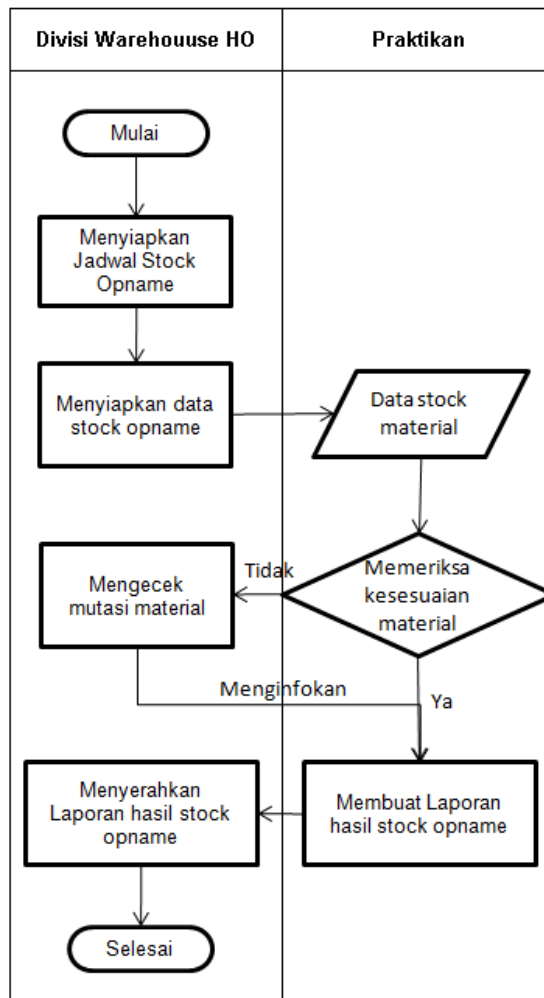 Divisi Warehouuse HO
Praktikan
Mulai
Menyiapkan
Jadwal Stock
Opname
Menyiapkan data
stock opname
Data stock
material
Memeriksa
kesesuaian
material
Tidak
Mengecek
mutasi material
Menginfokan
Ya
Membuat Laporan
hasil stock opname
Menyerahkan
Laporan hasil stock
opname
Selesai